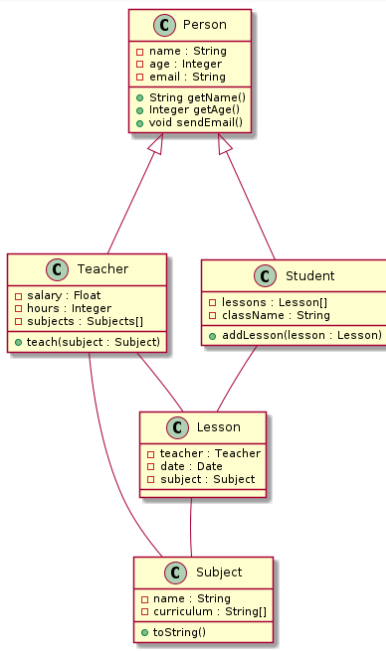 C Person
name : String
age : Integer
email : String
String getName()
Integer getAge()
void sendEmail()
C Teacher
salary : Float
hours : Integer
subjects : Subjects[]
teach(subject : Subject)
C Student
lessons : Lesson[]
className : String
addLesson(lesson : Lesson)
C Lesson
teacher : Teacher
date : Date
subject : Subject
C Subject
name : String
curriculum : String[]
toString()